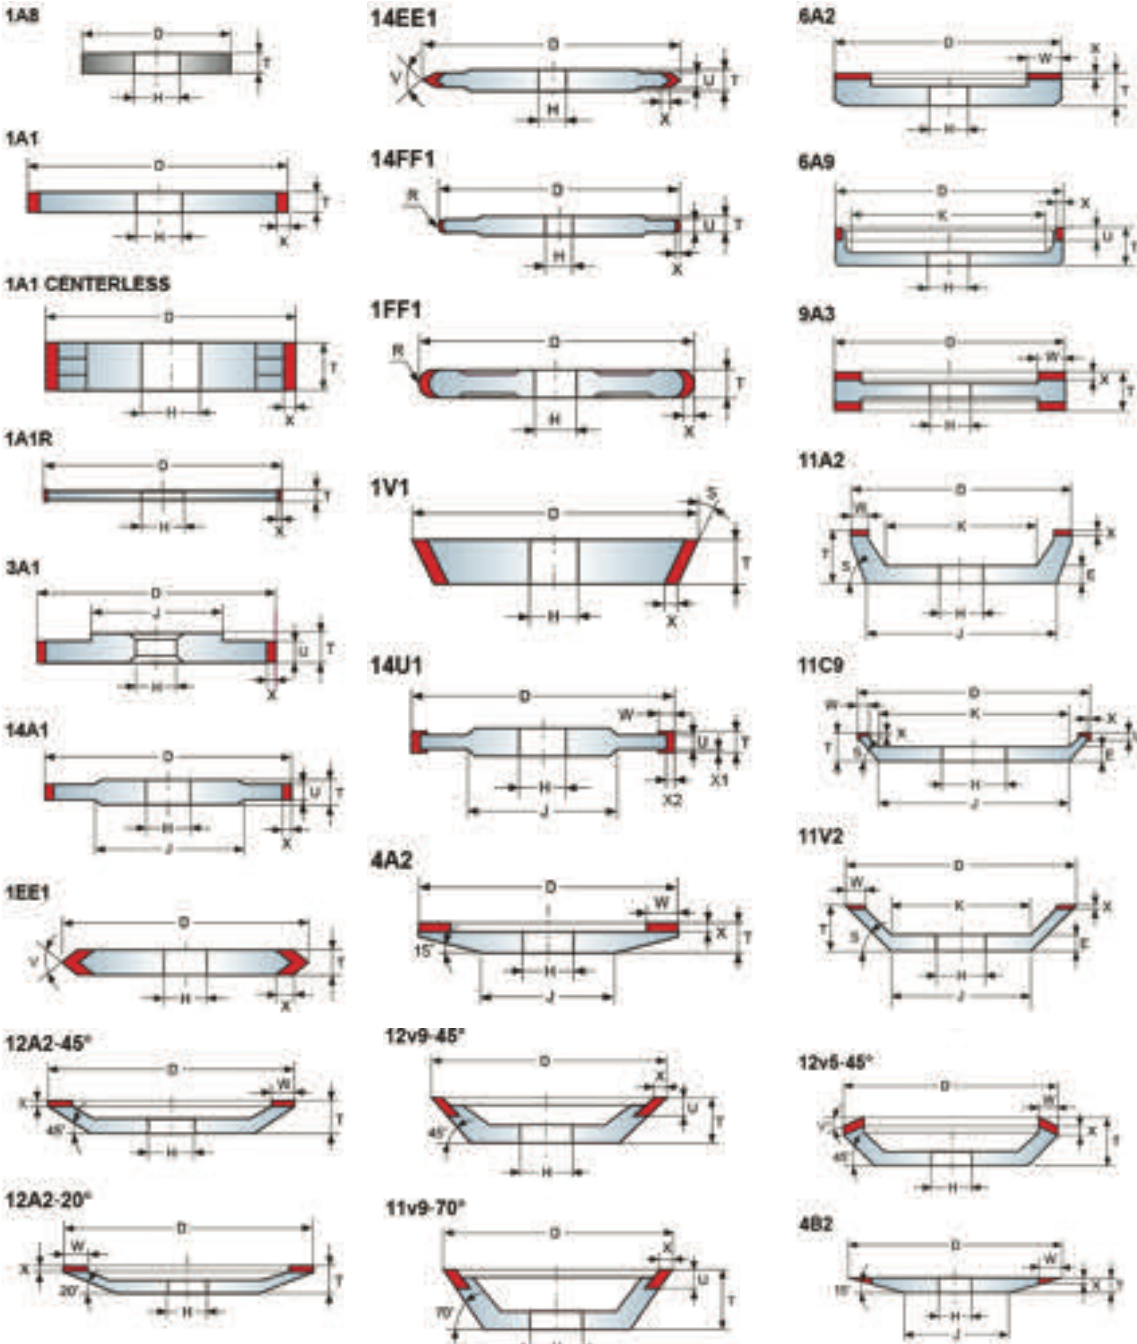 1A8
D
T
H
1A1
D
T
H
X
1A1 CENTERLESS
D
T
H
X
1A1R
D
T
H
X
3A1
D
J
U
T
H
X
14A1
D
U
T
H
X
J
1EE1
D
V
T
H
X
12A2-45°
D
W
X
T
45°
H
12A2-20°
D
W
X
T
20°
H
14EE1
D
V
U
T
H
X
14FF1
D
R
U
T
H
X
1FF1
D
R
T
H
X
1V1
S
D
T
H
X
14U1
D
W
U
T
X1
H
X2
J
4A2
D
W
X
T
15°
H
J
12v9-45°
D
X
U
T
45°
H
11v9-70°
D
X
U
T
70°
H
6A2
D
X
W
T
H
6A9
D
X
K
U
T
H
9A3
D
W
X
T
H
11A2
D
W
K
X
T
S
E
H
J
11C9
D
W
K
X
X
U
T
S
E
H
J
11V2
D
W
K
X
T
S
E
H
J
12v5-45°
D
W
V
X
T
45°
H
4B2
D
W
X
T
15°
H
J